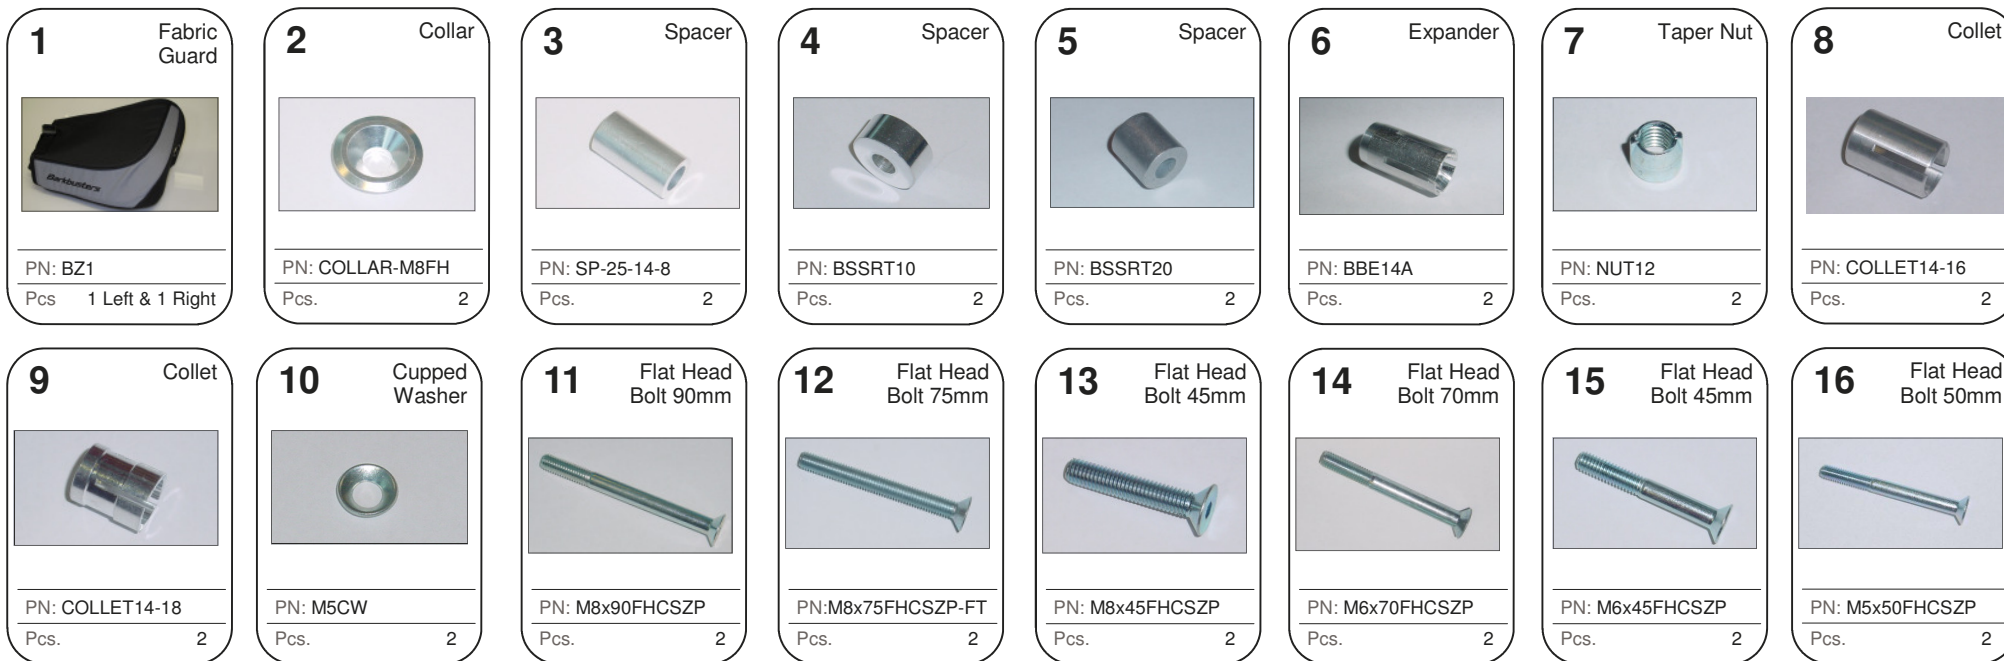 1 Fabric
Guard
Barkbusters
PN: BZ1
Pcs 1 Left & 1 Right
2 Collar
PN: COLLAR-M8FH
Pcs. 2
3 Spacer
PN: SP-25-14-8
Pcs. 2
4 Spacer
PN: BSSRT10
Pcs. 2
5 Spacer
PN: BSSRT20
Pcs. 2
6 Expander
PN: BBE14A
Pcs. 2
7 Taper Nut
PN: NUT12
Pcs. 2
8 Collet
PN: COLLET14-16
Pcs. 2
9 Collet
PN: COLLET14-18
Pcs. 2
10 Cupped
Washer
PN: M5CW
Pcs. 2
11 Flat Head
Bolt 90mm
PN: M8x90FHCSZP
Pcs. 2
12 Flat Head
Bolt 75mm
PN:M8x75FHCSZP-FT
Pcs. 2
13 Flat Head
Bolt 45mm
PN: M8x45FHCSZP
Pcs. 2
14 Flat Head
Bolt 70mm
PN: M6x70FHCSZP
Pcs. 2
15 Flat Head
Bolt 45mm
PN: M6x45FHCSZP
Pcs. 2
16 Flat Head
Bolt 50mm
PN: M5x50FHCSZP
Pcs. 2